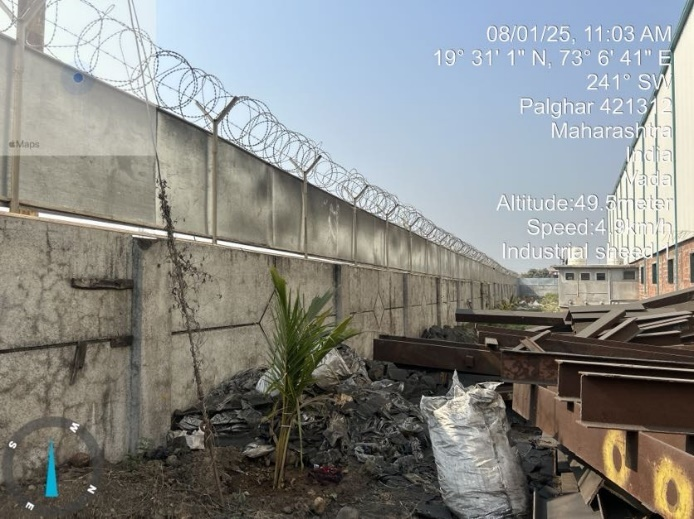 08/01/25, 11:03 AM
19° 31' 1" N, 73° 6' 41" E
241° SW
Palghar 421312
Maharashtra
India
Vada
Altitude:49.5meter
Speed:4.9km/h
Industrial sheed
Maps
S
W
E
N